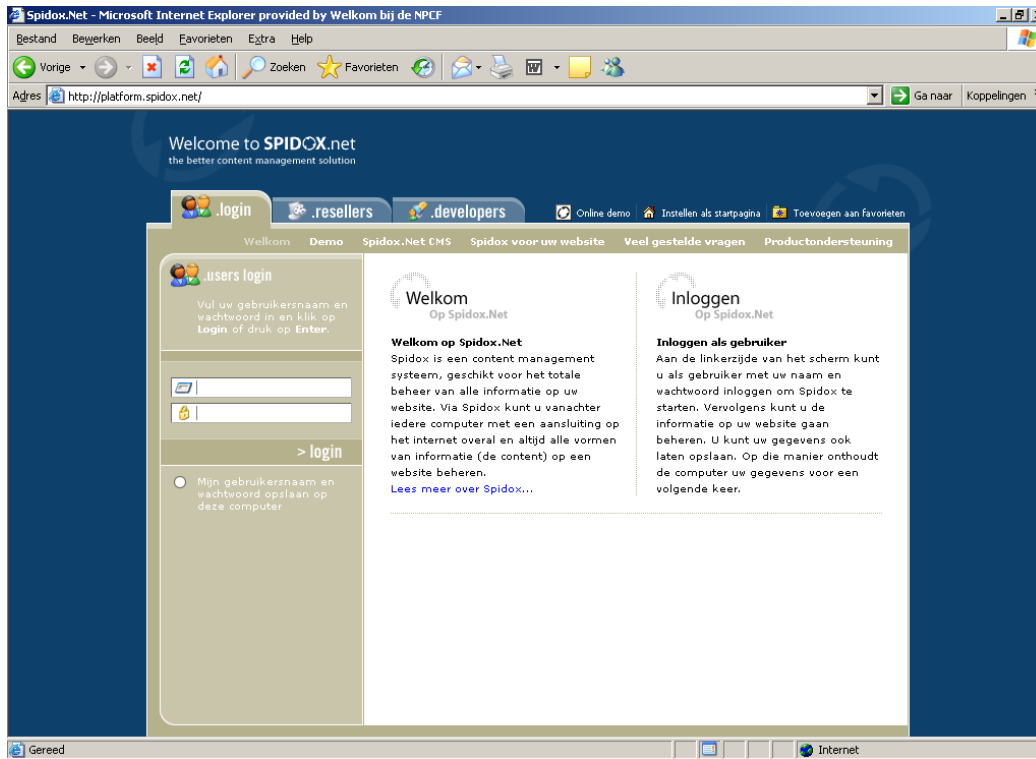 Spidox.Net - Microsoft Internet Explorer provided by Welkom bij de NPCF
Bestand Bewerken Beeld Favorieten Extra Help
Vorige Zoeken Favorieten
Adres http://platform.spidox.net/ Ga naar Koppelingen
Welcome to SPIDOX.net
the better content management solution
.login .resellers .developers Online demo Instellen als startpagina Toevoegen aan favorieten
Welkom Demo Spidox.Net CMS Spidox voor uw website Veel gestelde vragen Productondersteuning
.users login
Vul uw gebruikersnaam en
wachtwoord in en klik op
Login of druk op Enter.
> login
Mijn gebruikersnaam en
wachtwoord opslaan op
deze computer
Welkom
Op Spidox.Net
Welkom op Spidox.Net
Spidox is een content management
systeem, geschikt voor het totale
beheer van alle informatie op uw
website. Via Spidox kunt u vanachter
iedere computer met een aansluiting op
het internet overal en altijd alle vormen
van informatie (de content) op een
website beheren.
Lees meer over Spidox...
Inloggen
Op Spidox.Net
Inloggen als gebruiker
Aan de linkerzijde van het scherm kunt
u als gebruiker met uw naam en
wachtwoord inloggen om Spidox te
starten. Vervolgens kunt u de
informatie op uw website gaan
beheren. U kunt uw gegevens ook
laten opslaan. Op die manier onthoudt
de computer uw gegevens voor een
volgende keer.
Gereed Internet